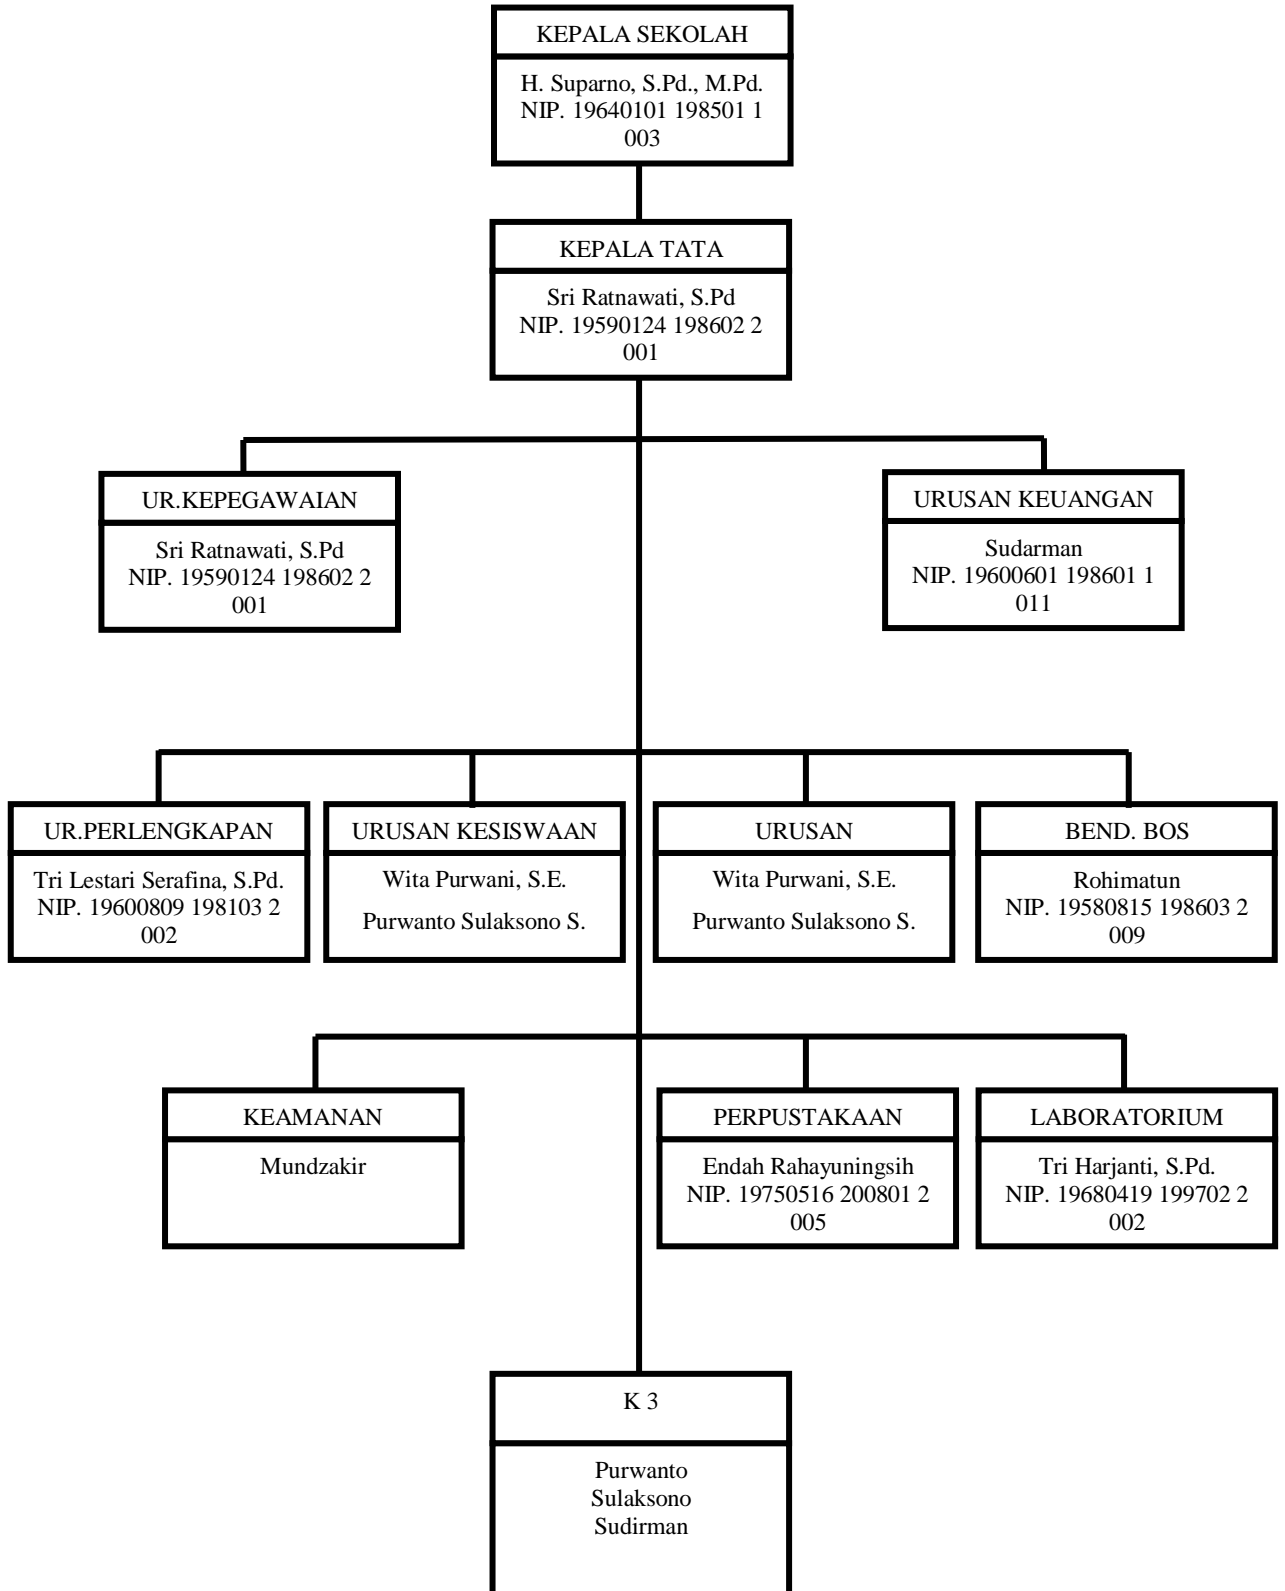 KEPALA SEKOLAH
H. Suparno, S.Pd., M.Pd.
NIP. 19640101 198501 1
003
KEPALA TATA
Sri Ratnawati, S.Pd
NIP. 19590124 198602 2
001
UR.KEPEGAWAIAN
Sri Ratnawati, S.Pd
NIP. 19590124 198602 2
001
URUSAN KEUANGAN
Sudarman
NIP. 19600601 198601 1
011
UR.PERLENGKAPAN
Tri Lestari Serafina, S.Pd.
NIP. 19600809 198103 2
002
URUSAN KESISWAAN
Wita Purwani, S.E.
Purwanto Sulaksono S.
URUSAN
Wita Purwani, S.E.
Purwanto Sulaksono S.
BEND. BOS
Rohimatun
NIP. 19580815 198603 2
009
KEAMANAN
Mundzakir
PERPUSTAKAAN
Endah Rahayuningsih
NIP. 19750516 200801 2
005
LABORATORIUM
Tri Harjanti, S.Pd.
NIP. 19680419 199702 2
002
K 3
Purwanto
Sulaksono
Sudirman